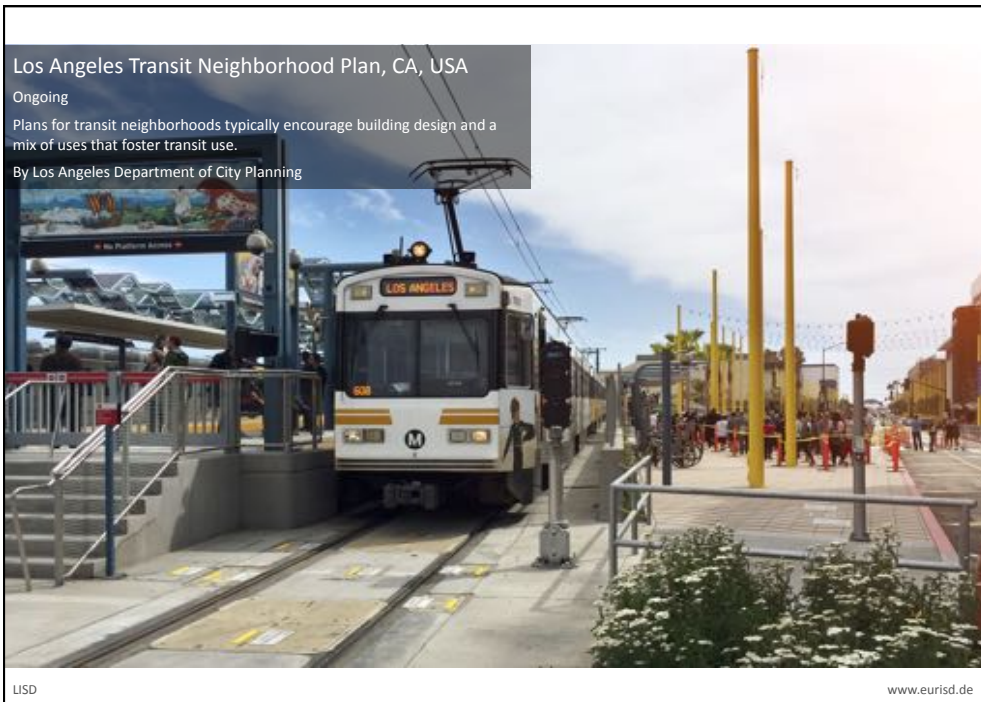 Los Angeles Transit Neighborhood Plan, CA, USA
Ongoing
Plans for transit neighborhoods typically encourage building design and a
mix of uses that foster transit use.
By Los Angeles Department of City Planning
No Platform Access
LOS ANGELES
608
M
LISD
www.eurisd.de